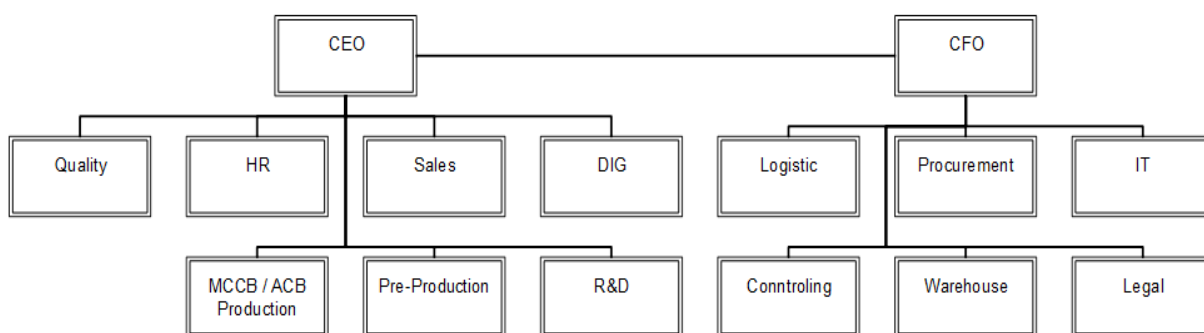 CEO
CFO
Quality
HR
Sales
DIG
Logistic
Procurement
IT
MCCB / ACB
Production
Pre-Production
R&D
Conntroling
Warehouse
Legal